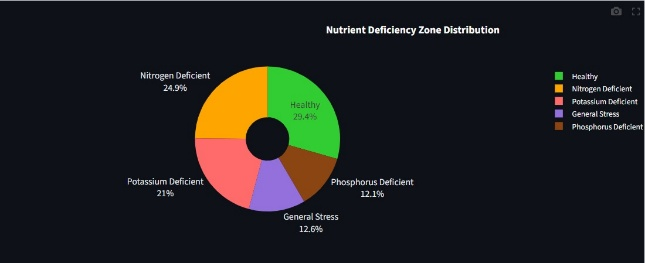 Nutrient Deficiency Zone Distribution
Nitrogen Deficient
24.9%
Healthy
29.4%
Potassium Deficient
21%
Phosphorus Deficient
12.1%
General Stress
12.6%
Healthy
Nitrogen Deficient
Potassium Deficient
General Stress
Phosphorus Deficient